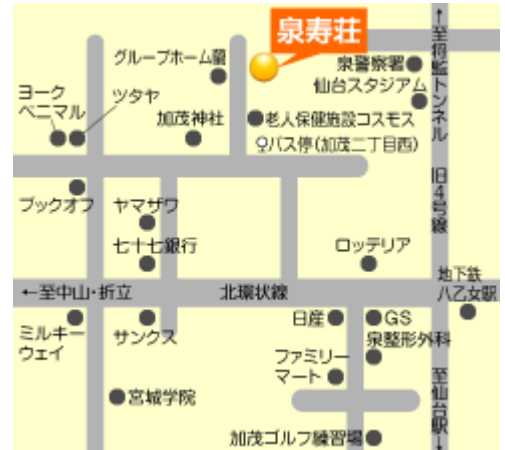 泉寿荘
↑至将監トンネル
グループホーム蘭
泉警察署
仙台スタジアム
ヨーク
ベニマル
ツタヤ
加茂神社
老人保健施設コスモス
バス停(加茂二丁目西)
旧4号線
ブックオフ
ヤマザワ
七十七銀行
ロッテリア
地下鉄
八乙女駅
←至中山・折立
北環状線
ミルキー
ウェイ
サンクス
日産
GS
泉整形外科
ファミリー
マート
至仙台駅↓
宮城学院
加茂ゴルフ練習場